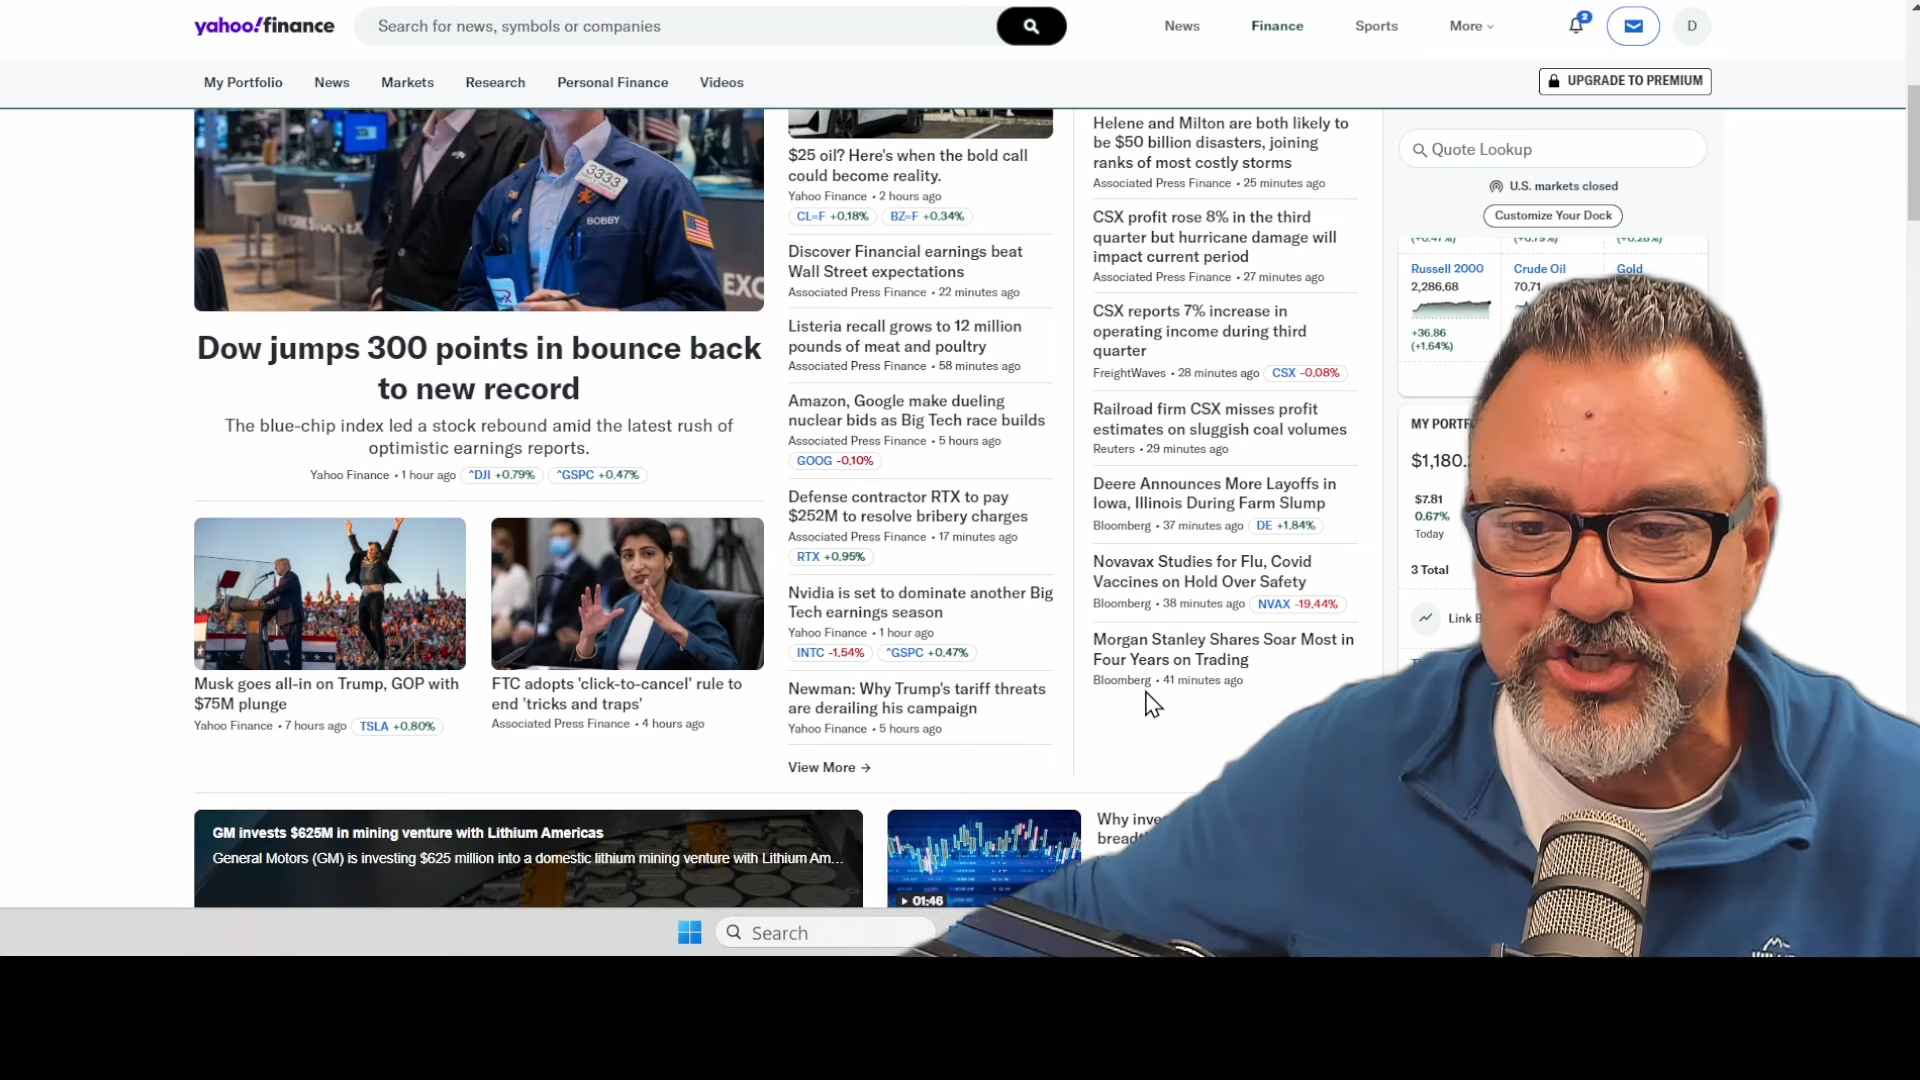 yahoo!finance
Search for news, symbols or companies
News
Finance
Sports
More
2
D
My Portfolio
News
Markets
Research
Personal Finance
Videos
UPGRADE TO PREMIUM
3333
BOBBY
EXC
Dow jumps 300 points in bounce back
to new record
The blue-chip index led a stock rebound amid the latest rush of
optimistic earnings reports.
Yahoo Finance • 1 hour ago ^DJI +0.79% ^GSPC +0.47%
Musk goes all-in on Trump, GOP with
$75M plunge
Yahoo Finance • 7 hours ago TSLA +0.80%
FTC adopts 'click-to-cancel' rule to
end 'tricks and traps'
Associated Press Finance • 4 hours ago
$25 oil? Here's when the bold call
could become reality.
Yahoo Finance • 2 hours ago
CL=F +0.18% BZ=F +0.34%
Discover Financial earnings beat
Wall Street expectations
Associated Press Finance • 22 minutes ago
Listeria recall grows to 12 million
pounds of meat and poultry
Associated Press Finance • 58 minutes ago
Amazon, Google make dueling
nuclear bids as Big Tech race builds
Associated Press Finance • 5 hours ago
GOOG -0.10%
Defense contractor RTX to pay
$252M to resolve bribery charges
Associated Press Finance • 17 minutes ago
RTX +0.95%
Nvidia is set to dominate another Big
Tech earnings season
Yahoo Finance • 1 hour ago
INTC -1.54% ^GSPC +0.47%
Newman: Why Trump's tariff threats
are derailing his campaign
Yahoo Finance • 5 hours ago
View More →
Helene and Milton are both likely to
be $50 billion disasters, joining
ranks of most costly storms
Associated Press Finance • 25 minutes ago
CSX profit rose 8% in the third
quarter but hurricane damage will
impact current period
Associated Press Finance • 27 minutes ago
CSX reports 7% increase in
operating income during third
quarter
FreightWaves • 28 minutes ago CSX -0.08%
Railroad firm CSX misses profit
estimates on sluggish coal volumes
Reuters • 29 minutes ago
Deere Announces More Layoffs in
Iowa, Illinois During Farm Slump
Bloomberg • 37 minutes ago DE +1.84%
Novavax Studies for Flu, Covid
Vaccines on Hold Over Safety
Bloomberg • 38 minutes ago NVAX -19.44%
Morgan Stanley Shares Soar Most in
Four Years on Trading
Bloomberg • 41 minutes ago
Quote Lookup
U.S. markets closed
Customize Your Dock
(+0.47%) (+0.79%) (+0.28%)
Russell 2000
2,286.68
+36.86
(+1.64%)
Crude Oil
70.71
Gold
MY PORTF
$1,180.
$7.81
0.67%
Today
3 Total
Link
GM invests $625M in mining venture with Lithium Americas
General Motors (GM) is investing $625 million into a domestic lithium mining venture with Lithium Am...
01:46
Why
Search